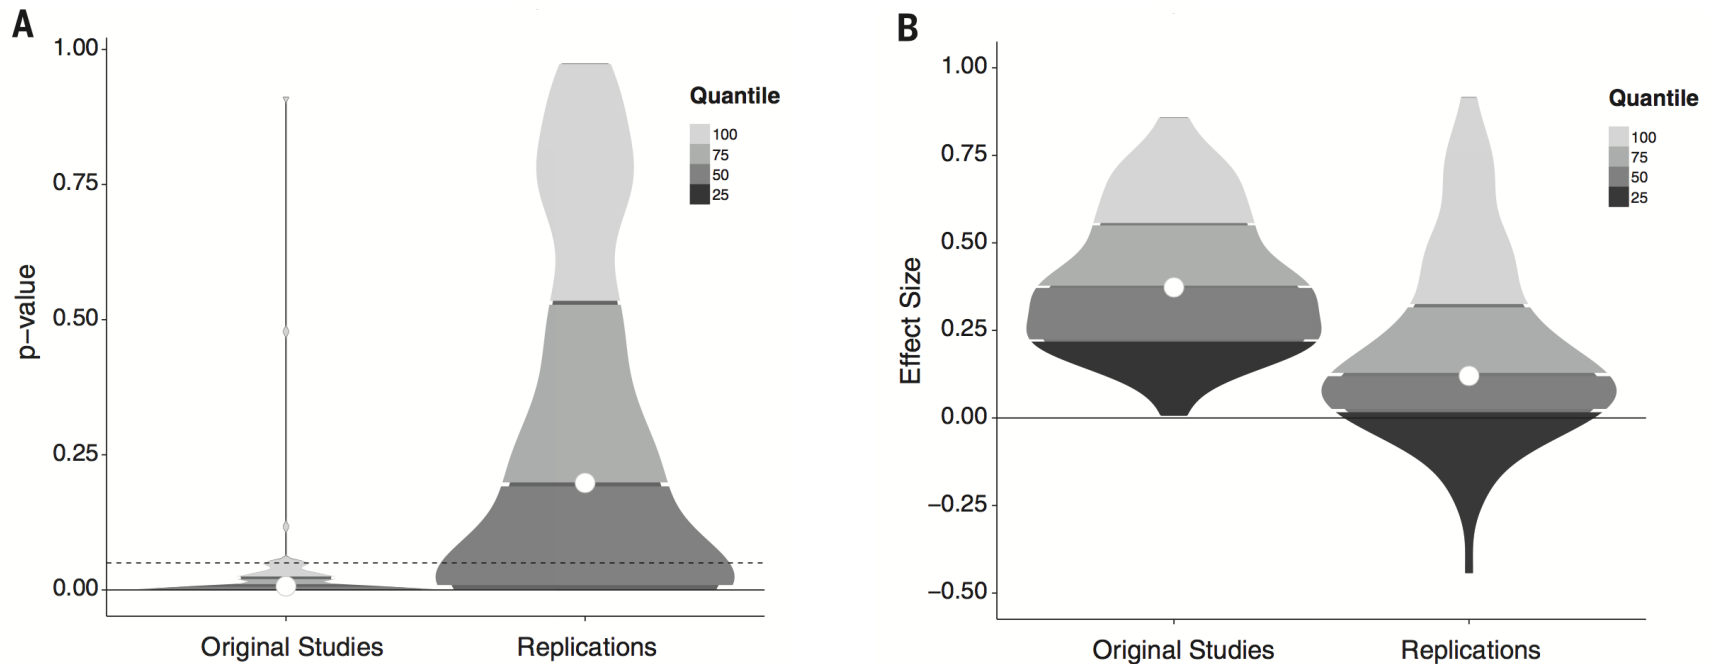 A
p-value
1.00
0.75
0.50
0.25
0.00
Original Studies
Replications
Quantile
100
75
50
25
B
Effect Size
1.00
0.75
0.50
0.25
0.00
−0.25
−0.50
Original Studies
Replications
Quantile
100
75
50
25